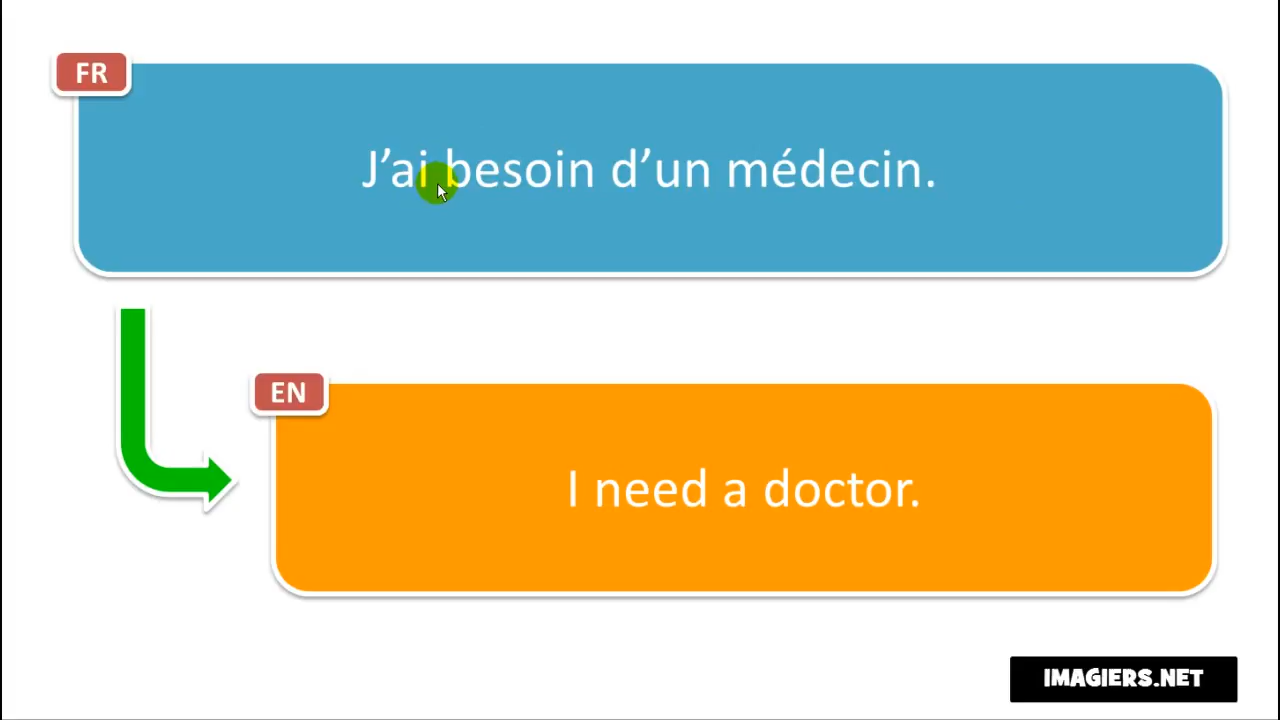 FR
J’ai besoin d’un médecin.
EN
I need a doctor.
IMAGIERS.NET